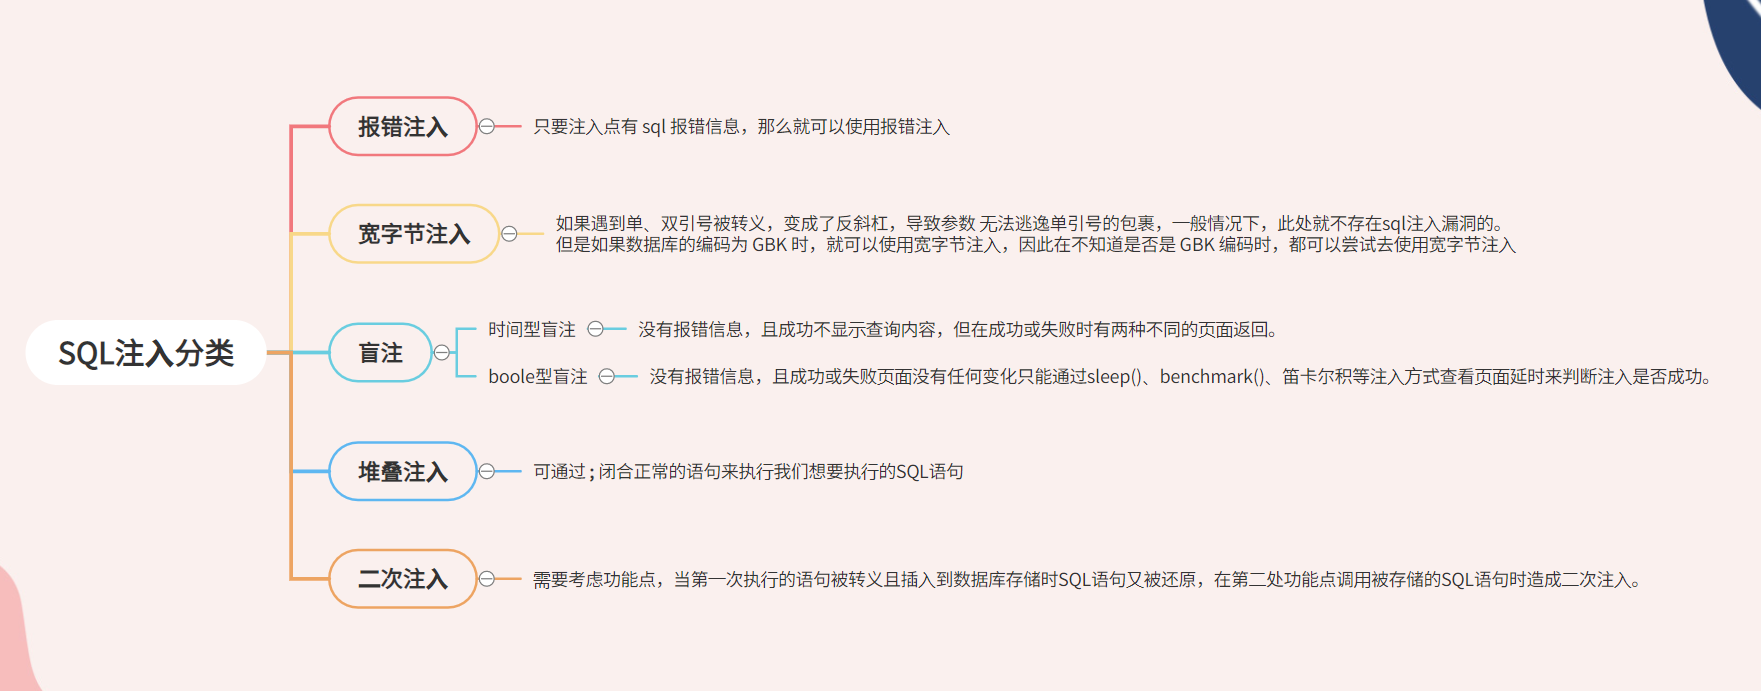 SQL注入分类
报错注入
只要注入点有 sql 报错信息，那么就可以使用报错注入
宽字节注入
如果遇到单、双引号被转义，变成了反斜杠，导致参数 无法逃逸单引号的包裹，一般情况下，此处就不存在sql注入漏洞的。
但是如果数据库的编码为 GBK 时，就可以使用宽字节注入，因此在不知道是否是 GBK 编码时，都可以尝试去使用宽字节注入
盲注
时间型盲注
没有报错信息，且成功不显示查询内容，但在成功或失败时有两种不同的页面返回。
boole型盲注
没有报错信息，且成功或失败页面没有任何变化只能通过sleep()、benchmark()、笛卡尔积等注入方式查看页面延时来判断注入是否成功。
堆叠注入
可通过 ; 闭合正常的语句来执行我们想要执行的SQL语句
二次注入
需要考虑功能点，当第一次执行的语句被转义且插入到数据库存储时SQL语句又被还原，在第二处功能点调用被存储的SQL语句时造成二次注入。